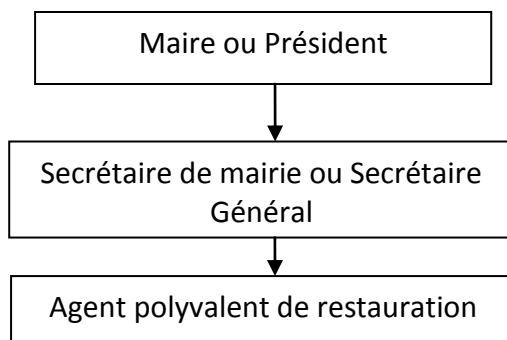 Maire ou Président
Secrétaire de mairie ou Secrétaire
Général
Agent polyvalent de restauration